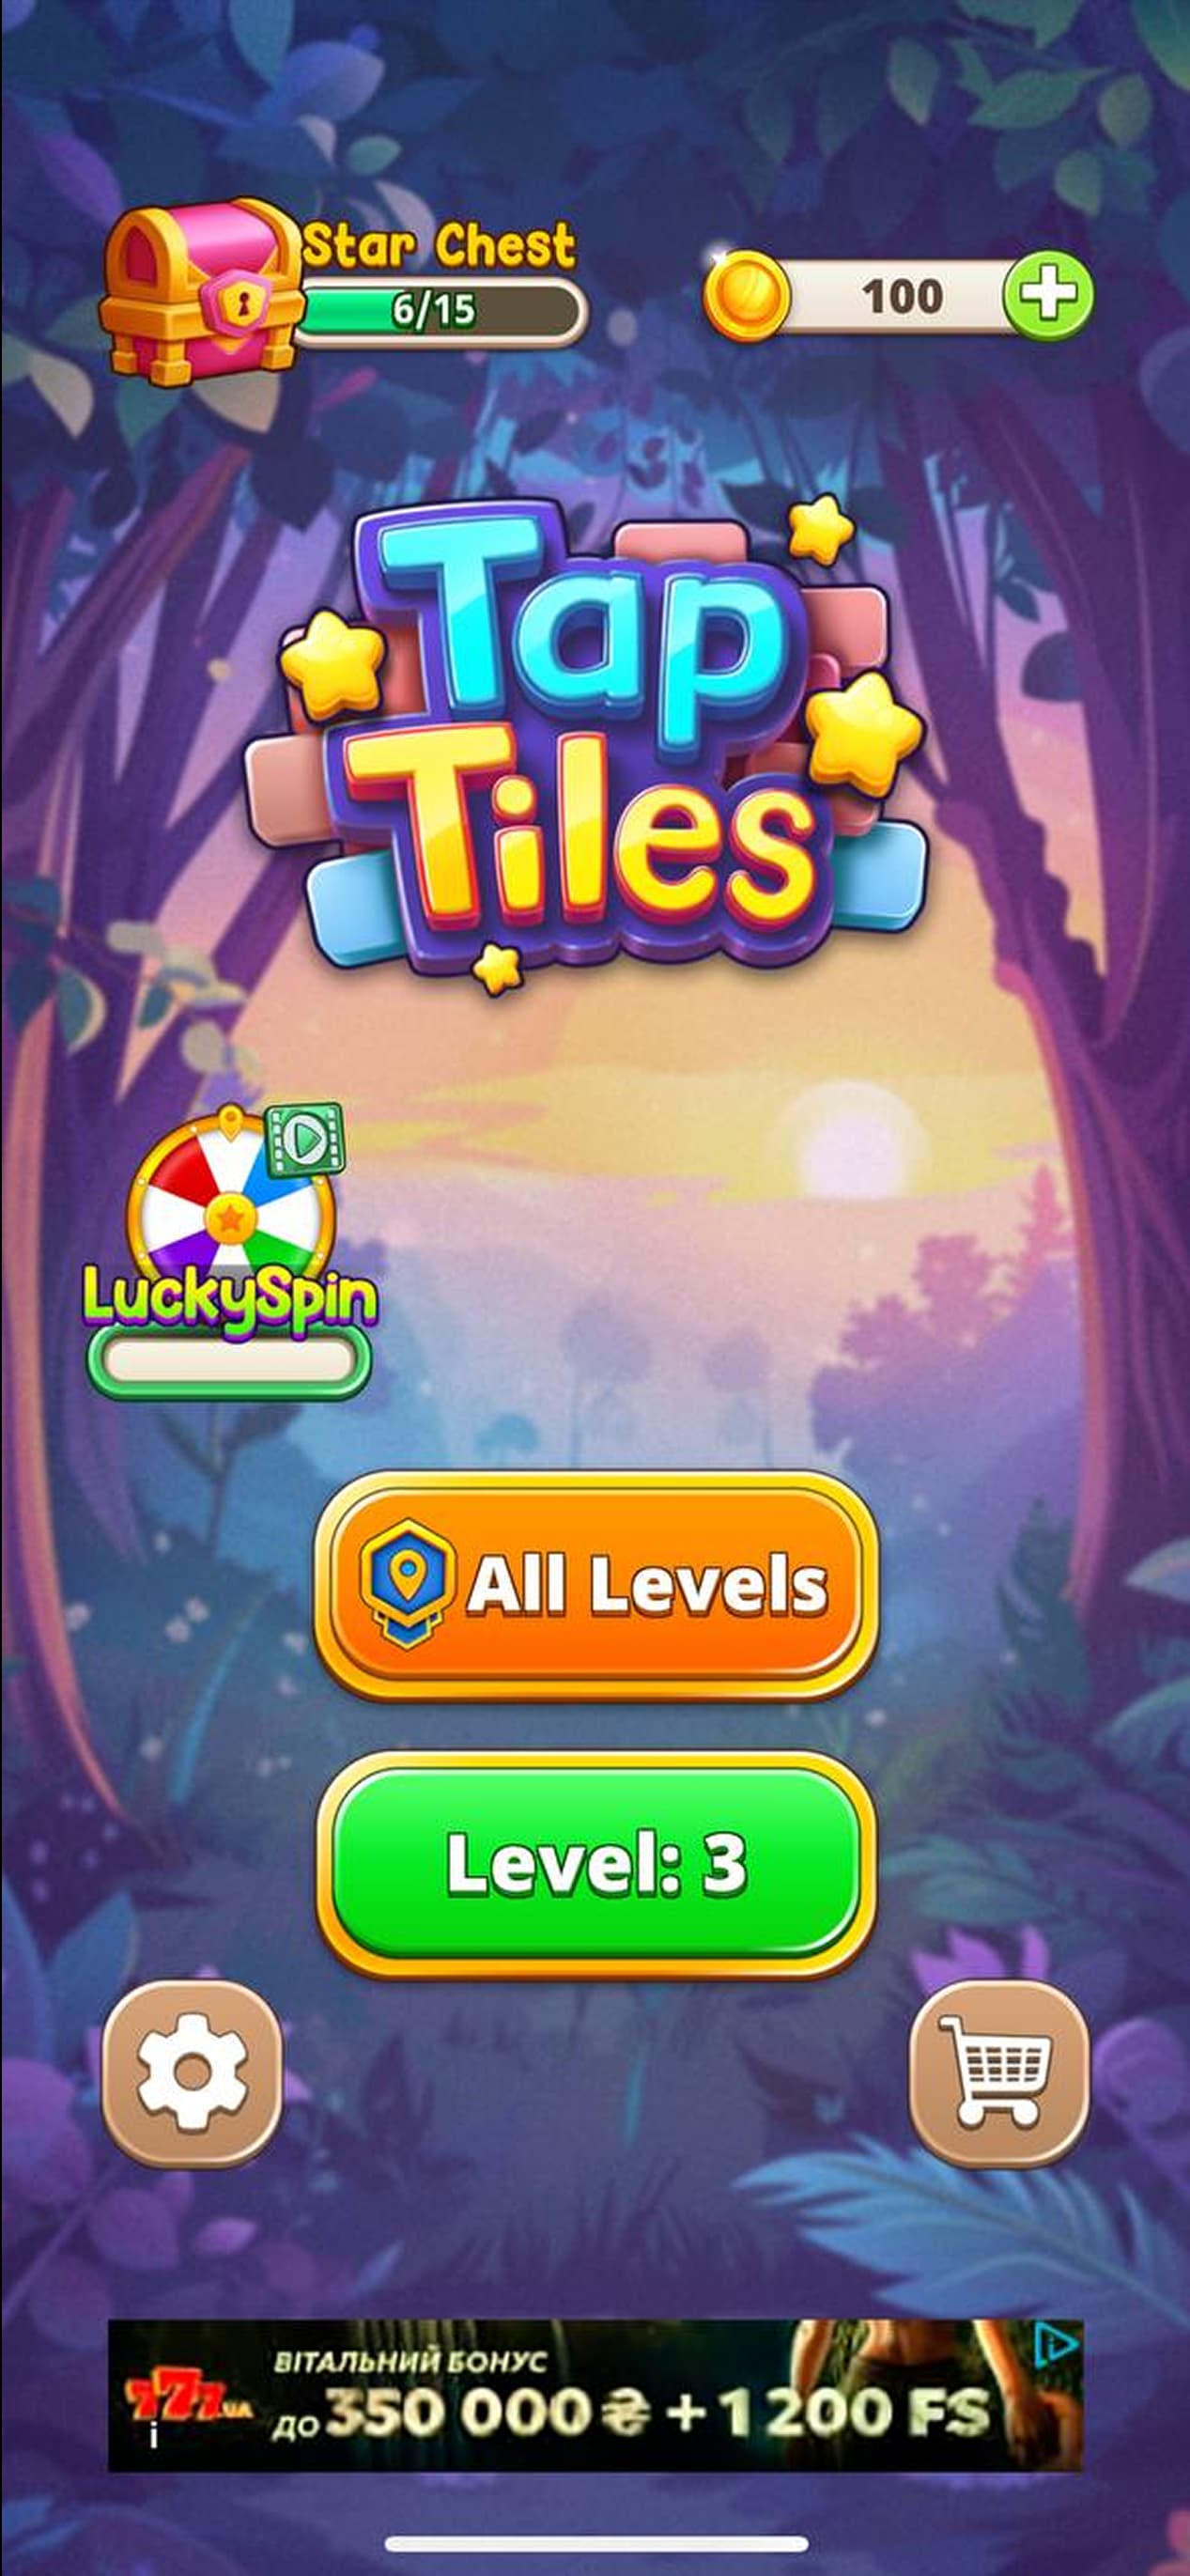 Star Chest
6/15
100
Tap
Tiles
LuckySpin
All Levels
Level: 3
ВІТАЛЬНИЙ БОНУС
777.UA
ДО 350 000 ₴ + 1 200 FS
i